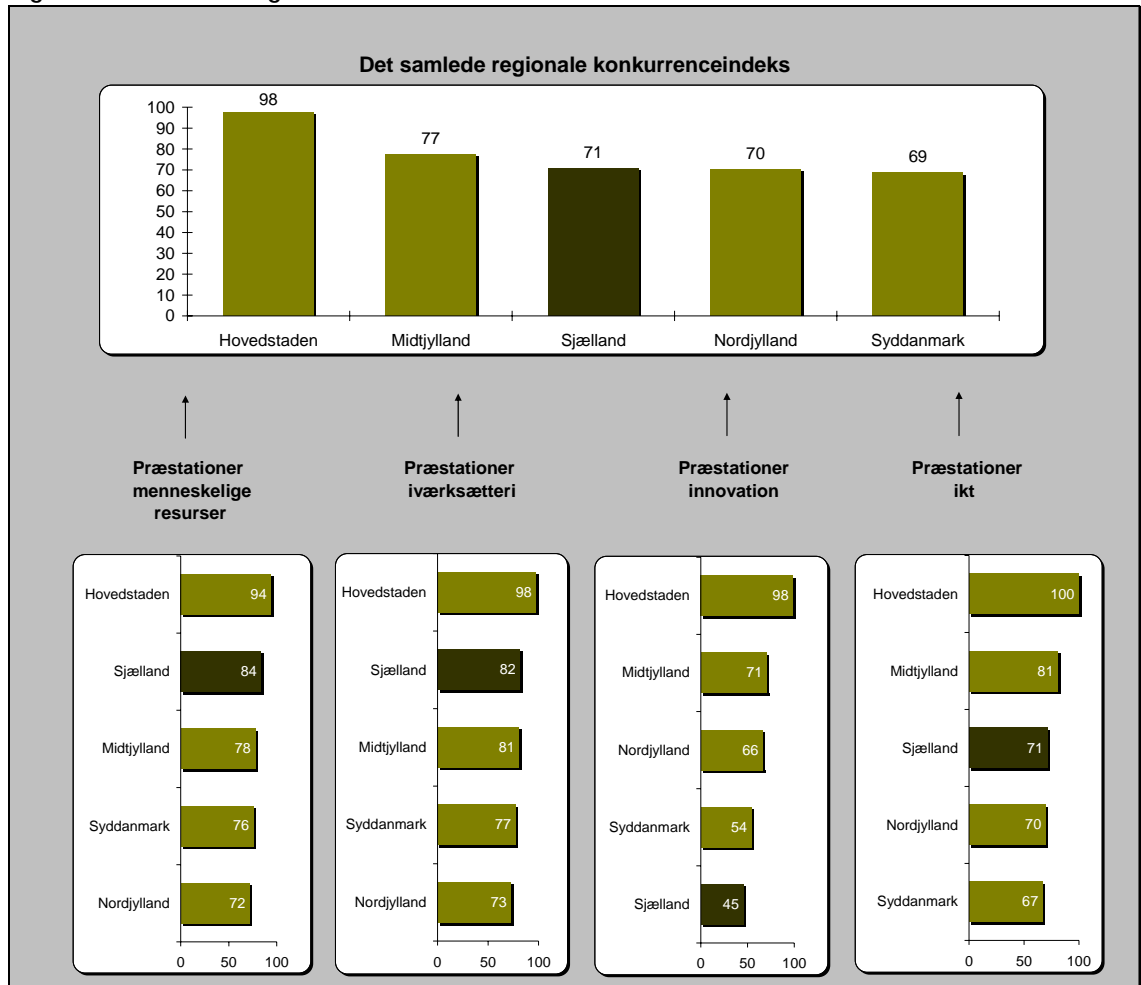 Det samlede regionale konkurrenceindeks
98
77
71
70
69
100
90
80
70
60
50
40
30
20
10
0
Hovedstaden Midtjylland Sjælland Nordjylland Syddanmark
Præstationer
menneskelige
resurser
Præstationer
iværksætteri
Præstationer
innovation
Præstationer
ikt
Hovedstaden 94
Sjælland 84
Midtjylland 78
Syddanmark 76
Nordjylland 72
0 50 100
Hovedstaden 98
Sjælland 82
Midtjylland 81
Syddanmark 77
Nordjylland 73
0 50 100
Hovedstaden 98
Midtjylland 71
Nordjylland 66
Syddanmark 54
Sjælland 45
0 50 100
Hovedstaden 100
Midtjylland 81
Sjælland 71
Nordjylland 70
Syddanmark 67
0 50 100